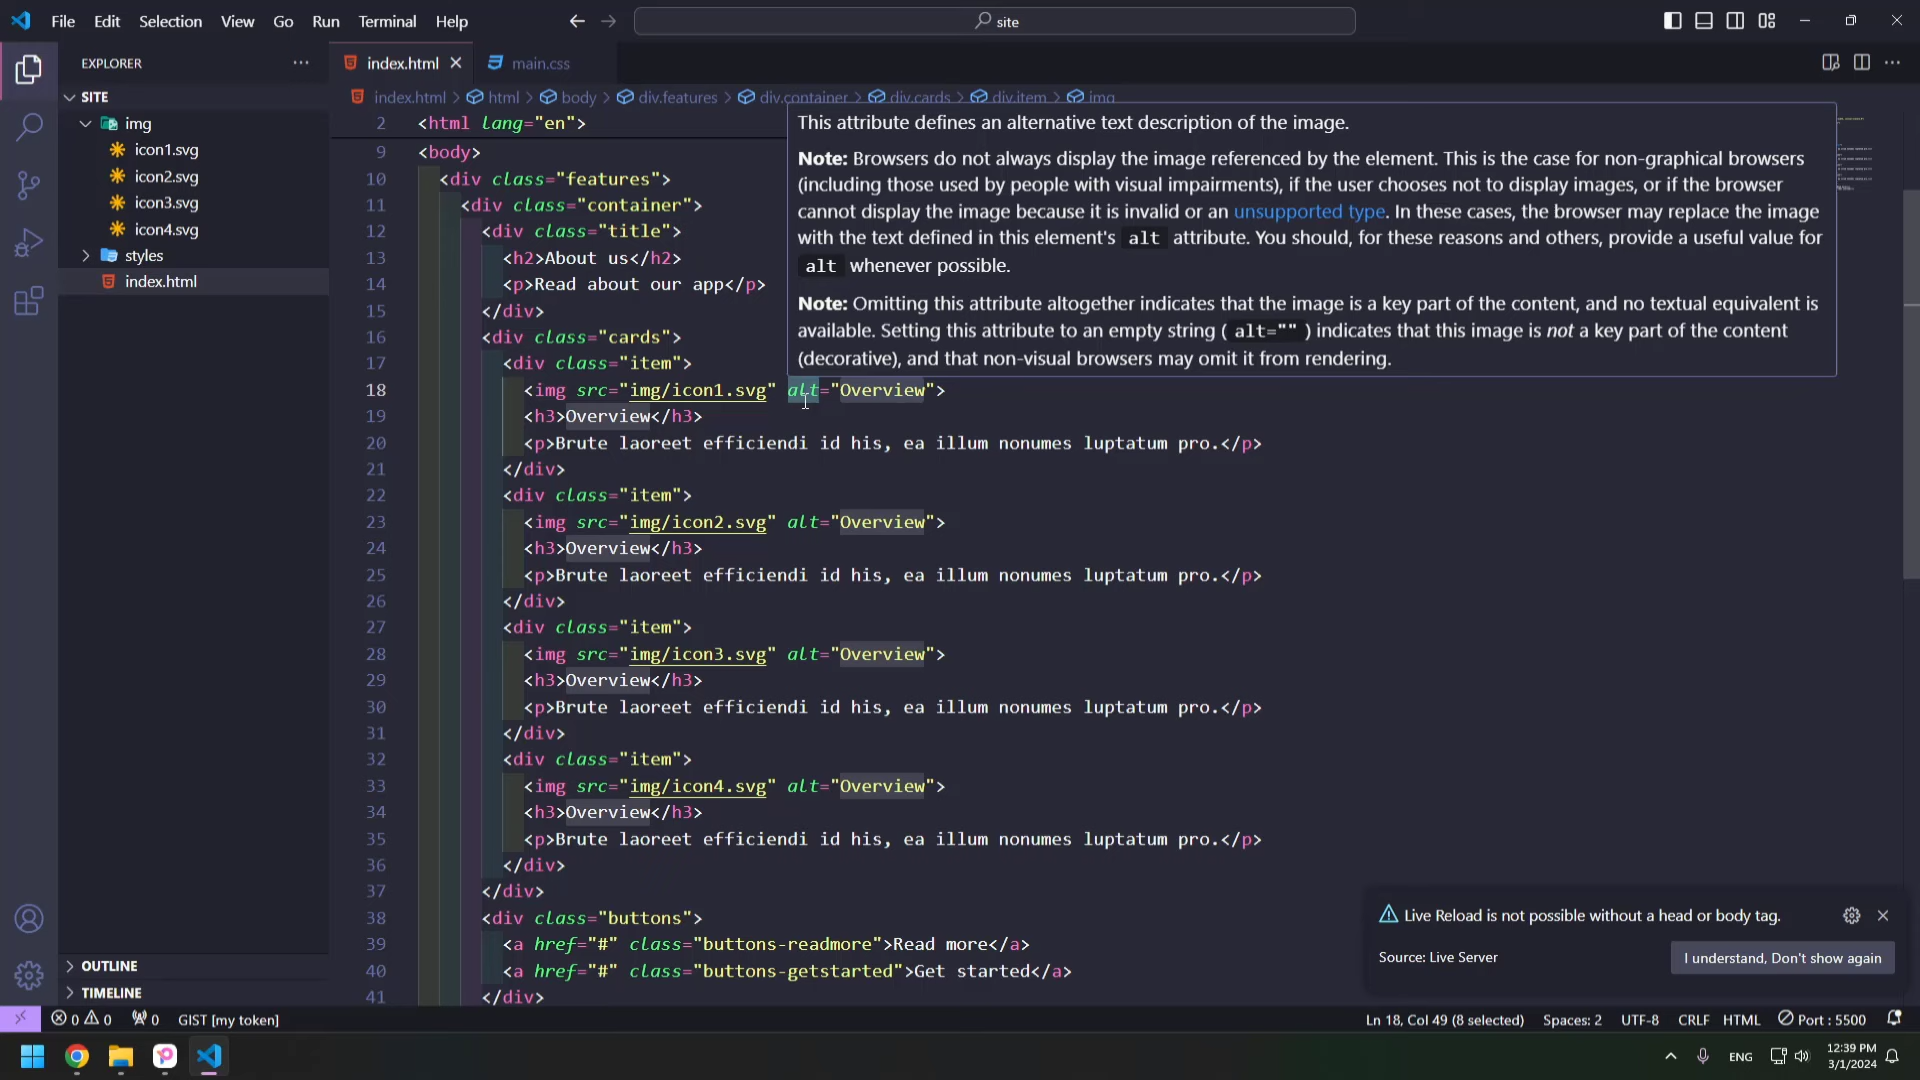 File Edit Selection View Go Run Terminal Help
site
EXPLORER
index.html
main.css
SITE
index.html > html > body > div.features > div.container > div.cards > div.item > img
img
icon1.svg
icon2.svg
icon3.svg
icon4.svg
styles
index.html
2 <html lang="en">
9 <body>
10 <div class="features">
11 <div class="container">
12 <div class="title">
13 <h2>About us</h2>
14 <p>Read about our app</p>
15 </div>
16 <div class="cards">
17 <div class="item">
18 <img src="img/icon1.svg" alt="Overview">
19 <h3>Overview</h3>
20 <p>Brute laoreet efficiendi id his, ea illum nonumes luptatum pro.</p>
21 </div>
22 <div class="item">
23 <img src="img/icon2.svg" alt="Overview">
24 <h3>Overview</h3>
25 <p>Brute laoreet efficiendi id his, ea illum nonumes luptatum pro.</p>
26 </div>
27 <div class="item">
28 <img src="img/icon3.svg" alt="Overview">
29 <h3>Overview</h3>
30 <p>Brute laoreet efficiendi id his, ea illum nonumes luptatum pro.</p>
31 </div>
32 <div class="item">
33 <img src="img/icon4.svg" alt="Overview">
34 <h3>Overview</h3>
35 <p>Brute laoreet efficiendi id his, ea illum nonumes luptatum pro.</p>
36 </div>
37 </div>
38 <div class="buttons">
39 <a href="#" class="buttons-readmore">Read more</a>
40 <a href="#" class="buttons-getstarted">Get started</a>
41 </div>
This attribute defines an alternative text description of the image.
Note: Browsers do not always display the image referenced by the element. This is the case for non-graphical browsers
(including those used by people with visual impairments), if the user chooses not to display images, or if the browser
cannot display the image because it is invalid or an unsupported type. In these cases, the browser may replace the image
with the text defined in this element's alt attribute. You should, for these reasons and others, provide a useful value for
alt whenever possible.
Note: Omitting this attribute altogether indicates that the image is a key part of the content, and no textual equivalent is
available. Setting this attribute to an empty string ( alt="" ) indicates that this image is not a key part of the content
(decorative), and that non-visual browsers may omit it from rendering.
Live Reload is not possible without a head or body tag.
Source: Live Server
I understand, Don't show again
OUTLINE
TIMELINE
0 0 0 GIST [my token]
Ln 18, Col 49 (8 selected) Spaces: 2 UTF-8 CRLF HTML Port : 5500
ENG
12:39 PM
3/1/2024